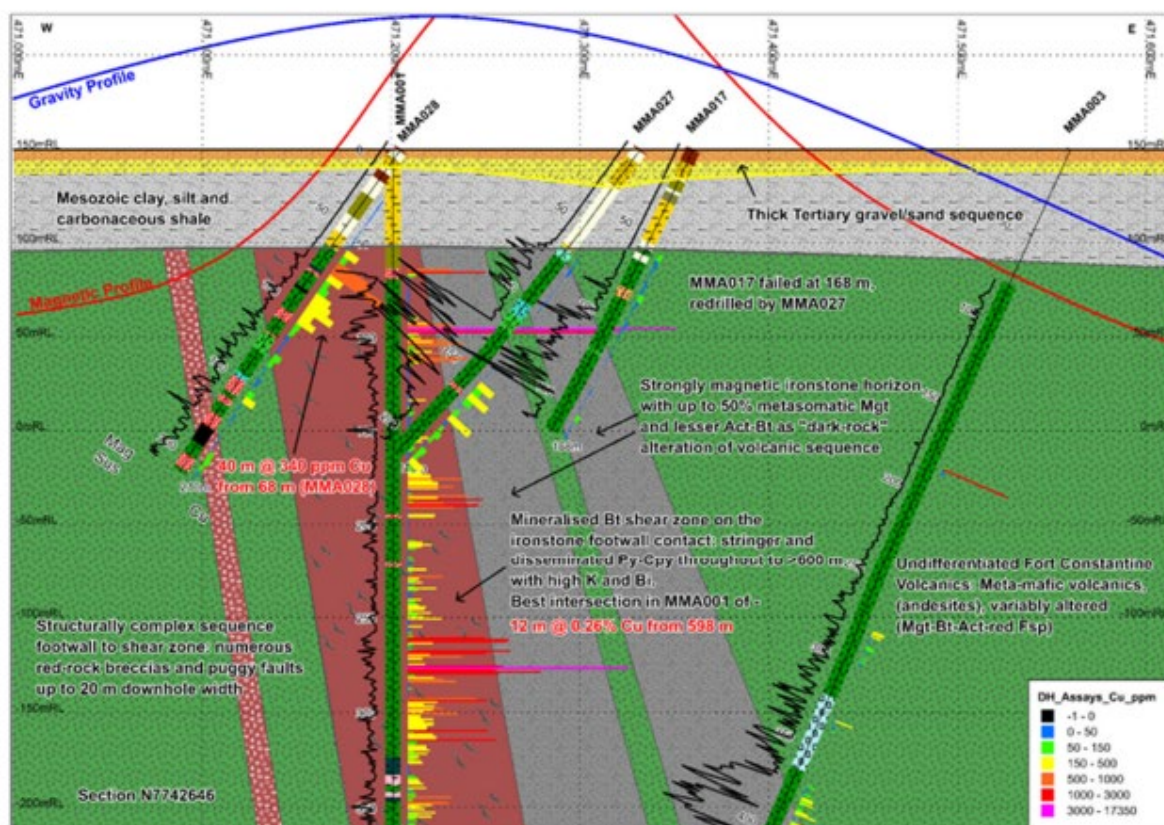 W
E
471,000mE
471,100mE
471,200mE
471,300mE
471,400mE
471,500mE
471,600mE
Gravity Profile
Magnetic Profile
MMA001
MMA028
MMA027
MMA017
MMA003
150mRL
100mRL
50mRL
0mRL
-50mRL
-100mRL
-150mRL
-200mRL
Mesozoic clay, silt and
carbonaceous shale
Thick Tertiary gravel/sand sequence
MMA017 failed at 168 m,
redrilled by MMA027
Strongly magnetic ironstone horizon
with up to 50% metasomatic Mgt
and lesser Act-Bt as "dark-rock"
alteration of volcanic sequence
Mag
Sus
Cu
40 m @ 340 ppm Cu
from 68 m (MMA028)
Mineralised Bt shear zone on the
ironstone footwall contact: stringer and
disseminated Py-Cpy throughout to >600 m
with high K and Bi.
Best intersection in MMA001 of -
12 m @ 0.26% Cu from 598 m
Undifferentiated Fort Constantine
Volcanics: Meta-mafic volcanics,
(andesites), variably altered
(Mgt-Bt-Act-red Fsp)
Structurally complex sequence
footwall to shear zone: numerous
red-rock breccias and puggy faults
up to 20 m downhole width
Section N7742646
DH_Assays_Cu_ppm
-1 - 0
0 - 50
50 - 150
150 - 500
500 - 1000
1000 - 3000
3000 - 17350